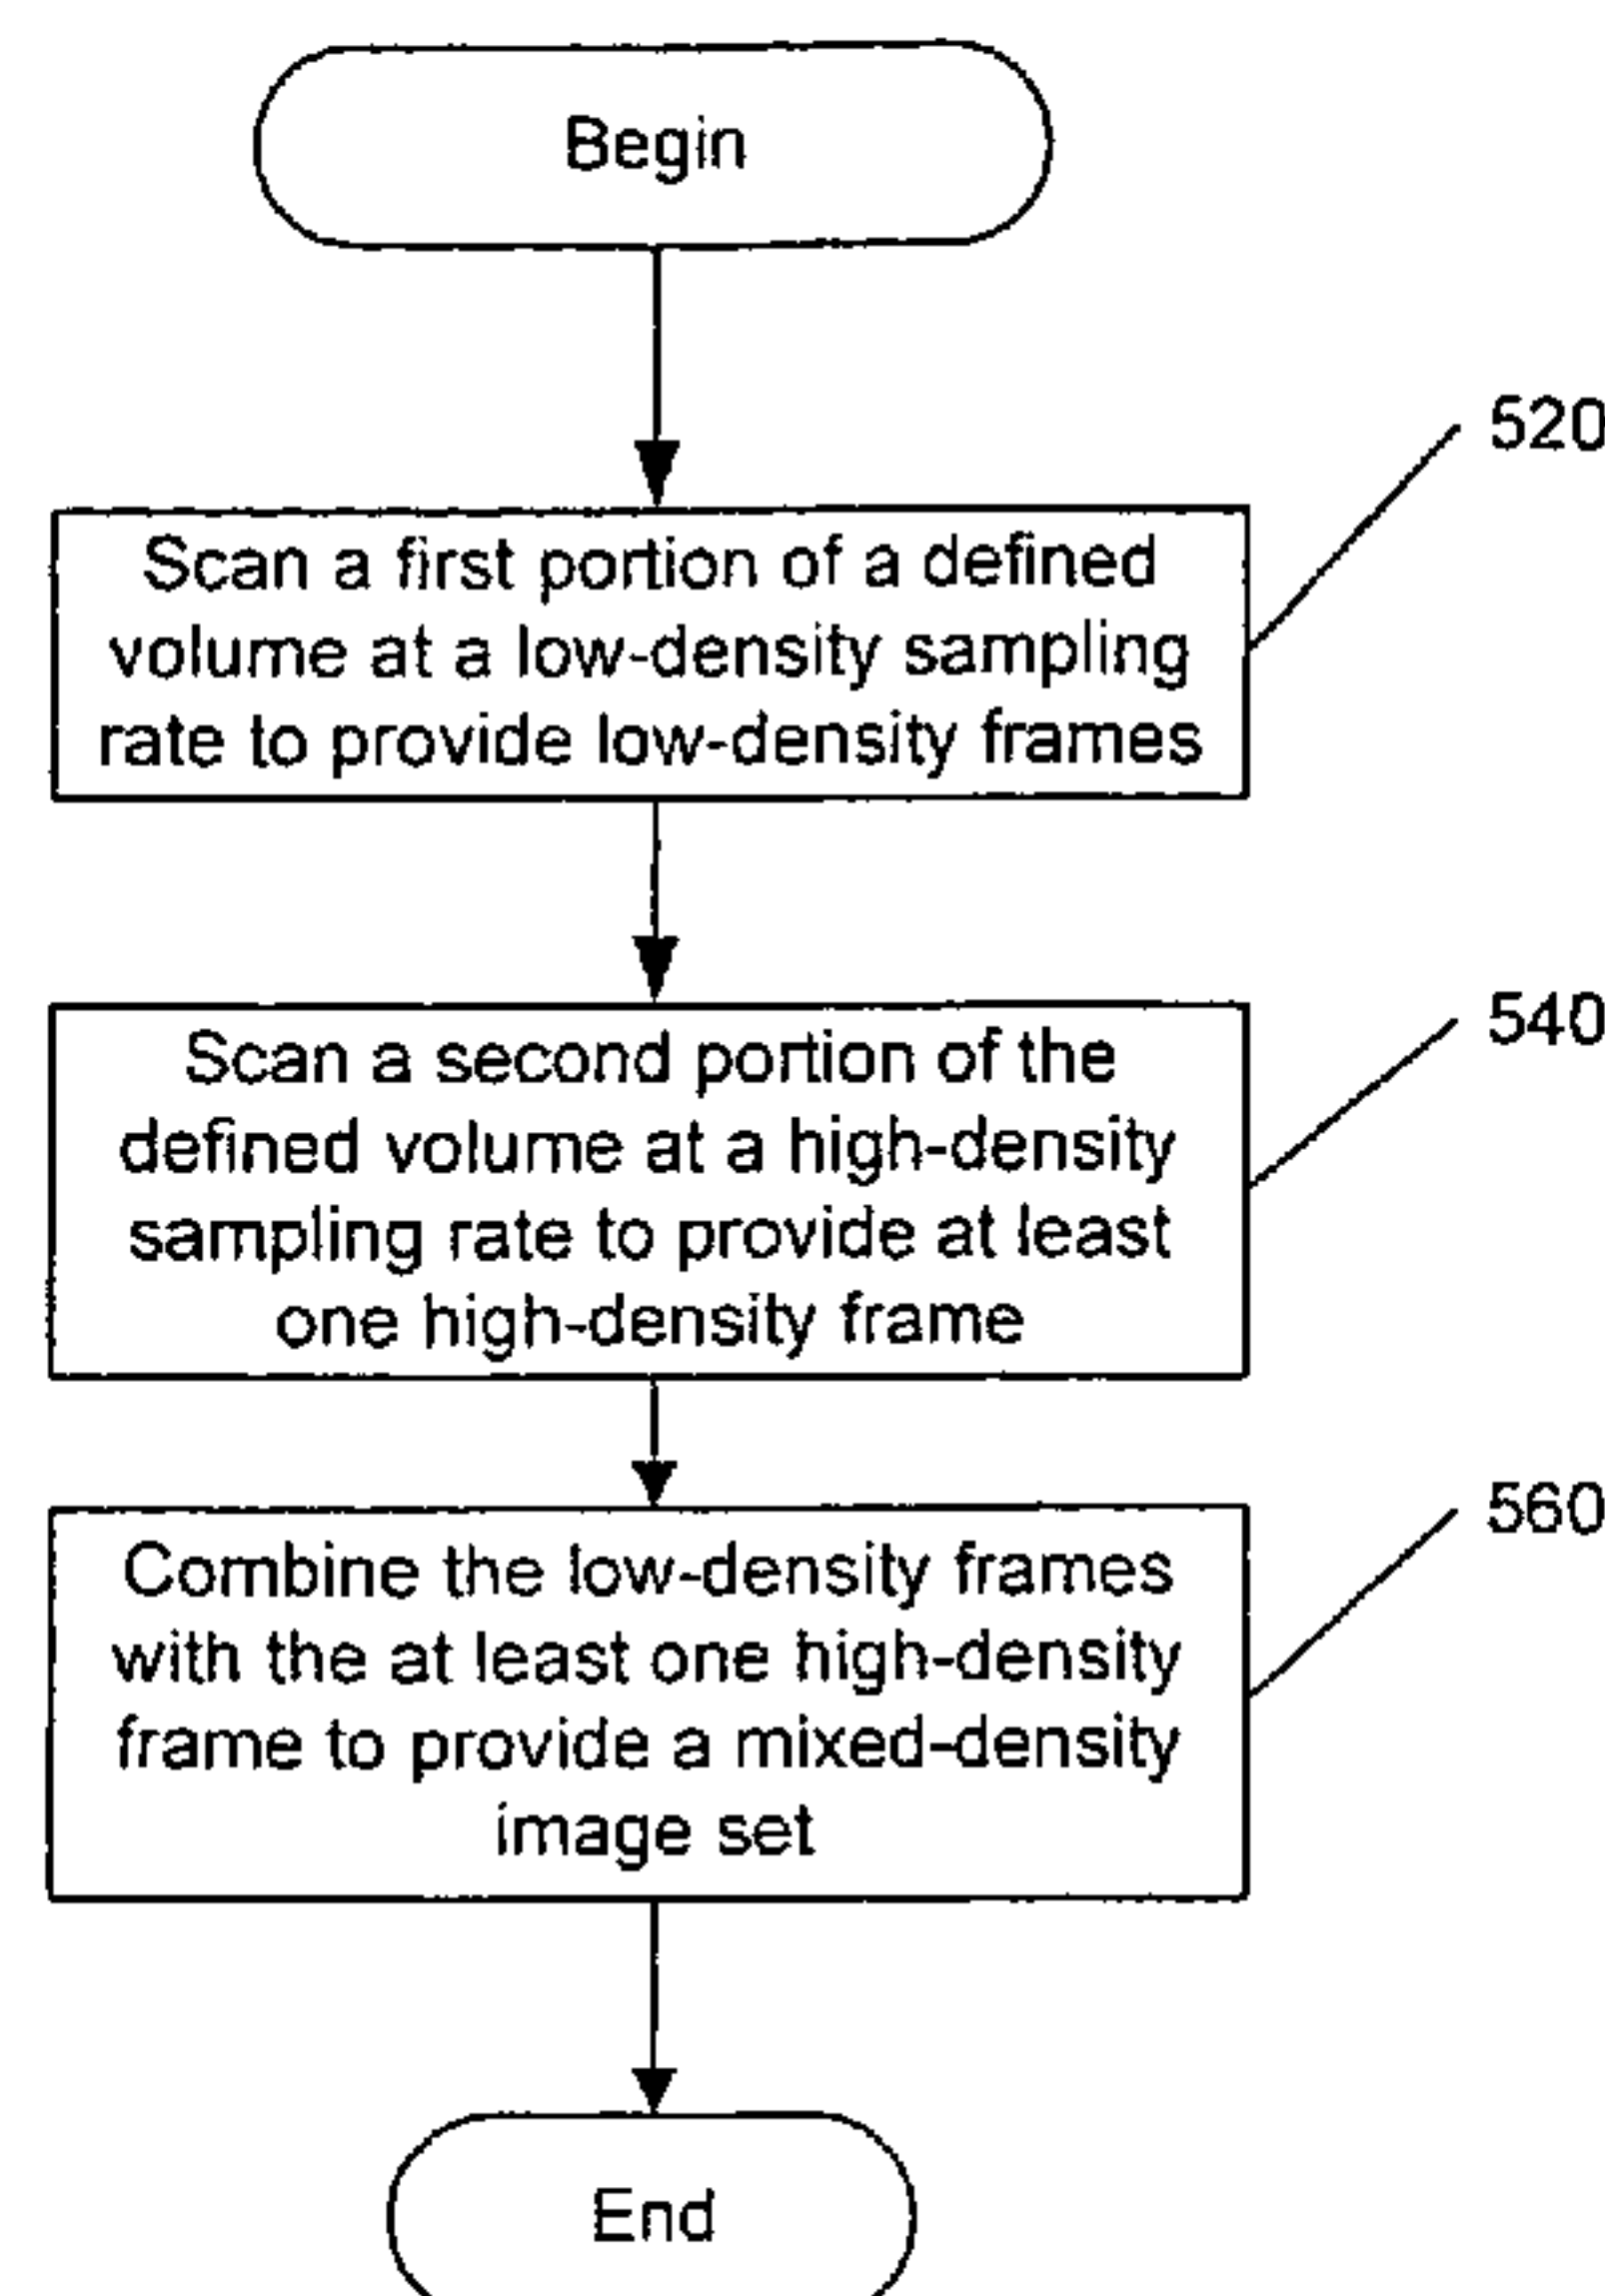 Begin
520
Scan a first portion of a defined
volume at a low-density sampling
rate to provide low-density frames
540
Scan a second portion of the
defined volume at a high-density
sampling rate to provide at least
one high-density frame
560
Combine the low-density frames
with the at least one high-density
frame to provide a mixed-density
image set
End